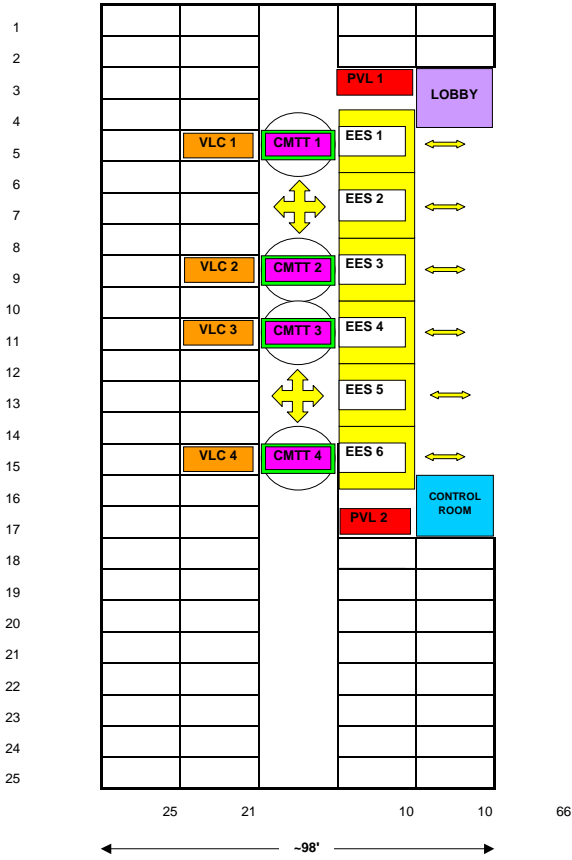 1
2
PVL 1
3
LOBBY
4
VLC 1 CMTT 1 EES 1
5
6
EES 2
7
8
VLC 2 CMTT 2 EES 3
9
10
VLC 3 CMTT 3 EES 4
11
12
EES 5
13
14
VLC 4 CMTT 4 EES 6
15
16
CONTROL
ROOM
17
PVL 2
18
19
20
21
22
23
24
25
25 21 10 10 66
~98'